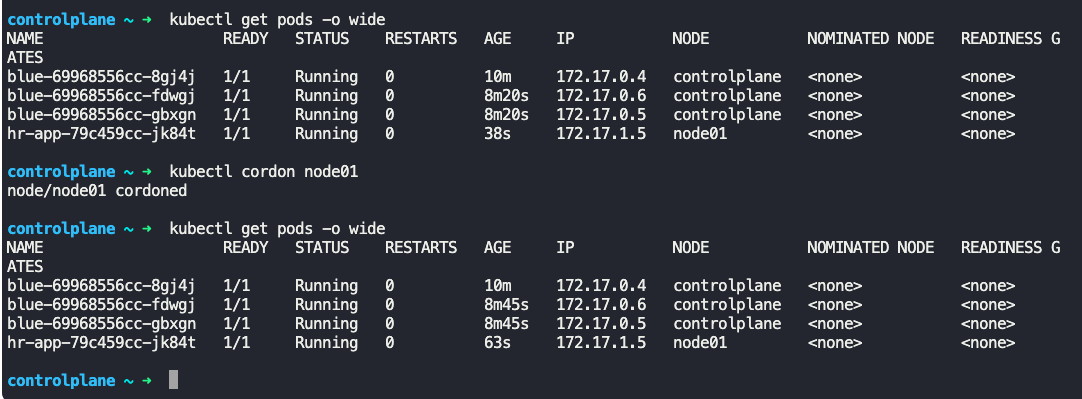 controlplane ~ ➜  kubectl get pods -o wide
NAME                    READY   STATUS    RESTARTS   AGE     IP           NODE           NOMINATED NODE   READINESS G
ATES
blue-69968556cc-8gj4j   1/1     Running   0          10m     172.17.0.4   controlplane   <none>           <none>
blue-69968556cc-fdwgj   1/1     Running   0          8m20s   172.17.0.6   controlplane   <none>           <none>
blue-69968556cc-gbxgn   1/1     Running   0          8m20s   172.17.0.5   controlplane   <none>           <none>
hr-app-79c459cc-jk84t   1/1     Running   0          38s     172.17.1.5   node01         <none>           <none>
controlplane ~ ➜  kubectl cordon node01
node/node01 cordoned
controlplane ~ ➜  kubectl get pods -o wide
NAME                    READY   STATUS    RESTARTS   AGE     IP           NODE           NOMINATED NODE   READINESS G
ATES
blue-69968556cc-8gj4j   1/1     Running   0          10m     172.17.0.4   controlplane   <none>           <none>
blue-69968556cc-fdwgj   1/1     Running   0          8m45s   172.17.0.6   controlplane   <none>           <none>
blue-69968556cc-gbxgn   1/1     Running   0          8m45s   172.17.0.5   controlplane   <none>           <none>
hr-app-79c459cc-jk84t   1/1     Running   0          63s     172.17.1.5   node01         <none>           <none>
controlplane ~ ➜